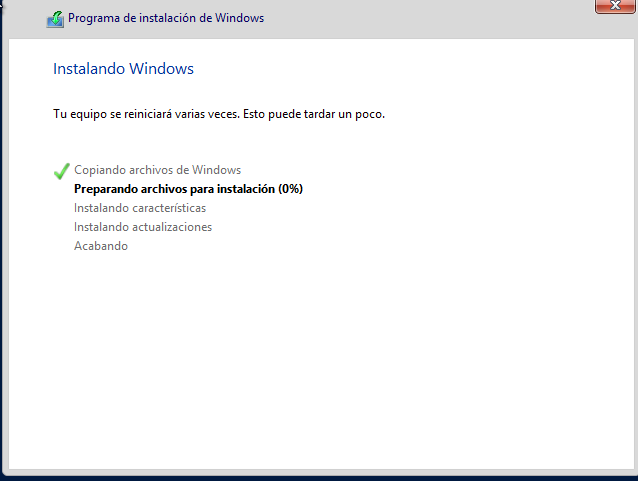 Programa de instalación de Windows
Instalando Windows
Tu equipo se reiniciará varias veces. Esto puede tardar un poco.
Copiando archivos de Windows
Preparando archivos para instalación (0%)
Instalando características
Instalando actualizaciones
Acabando